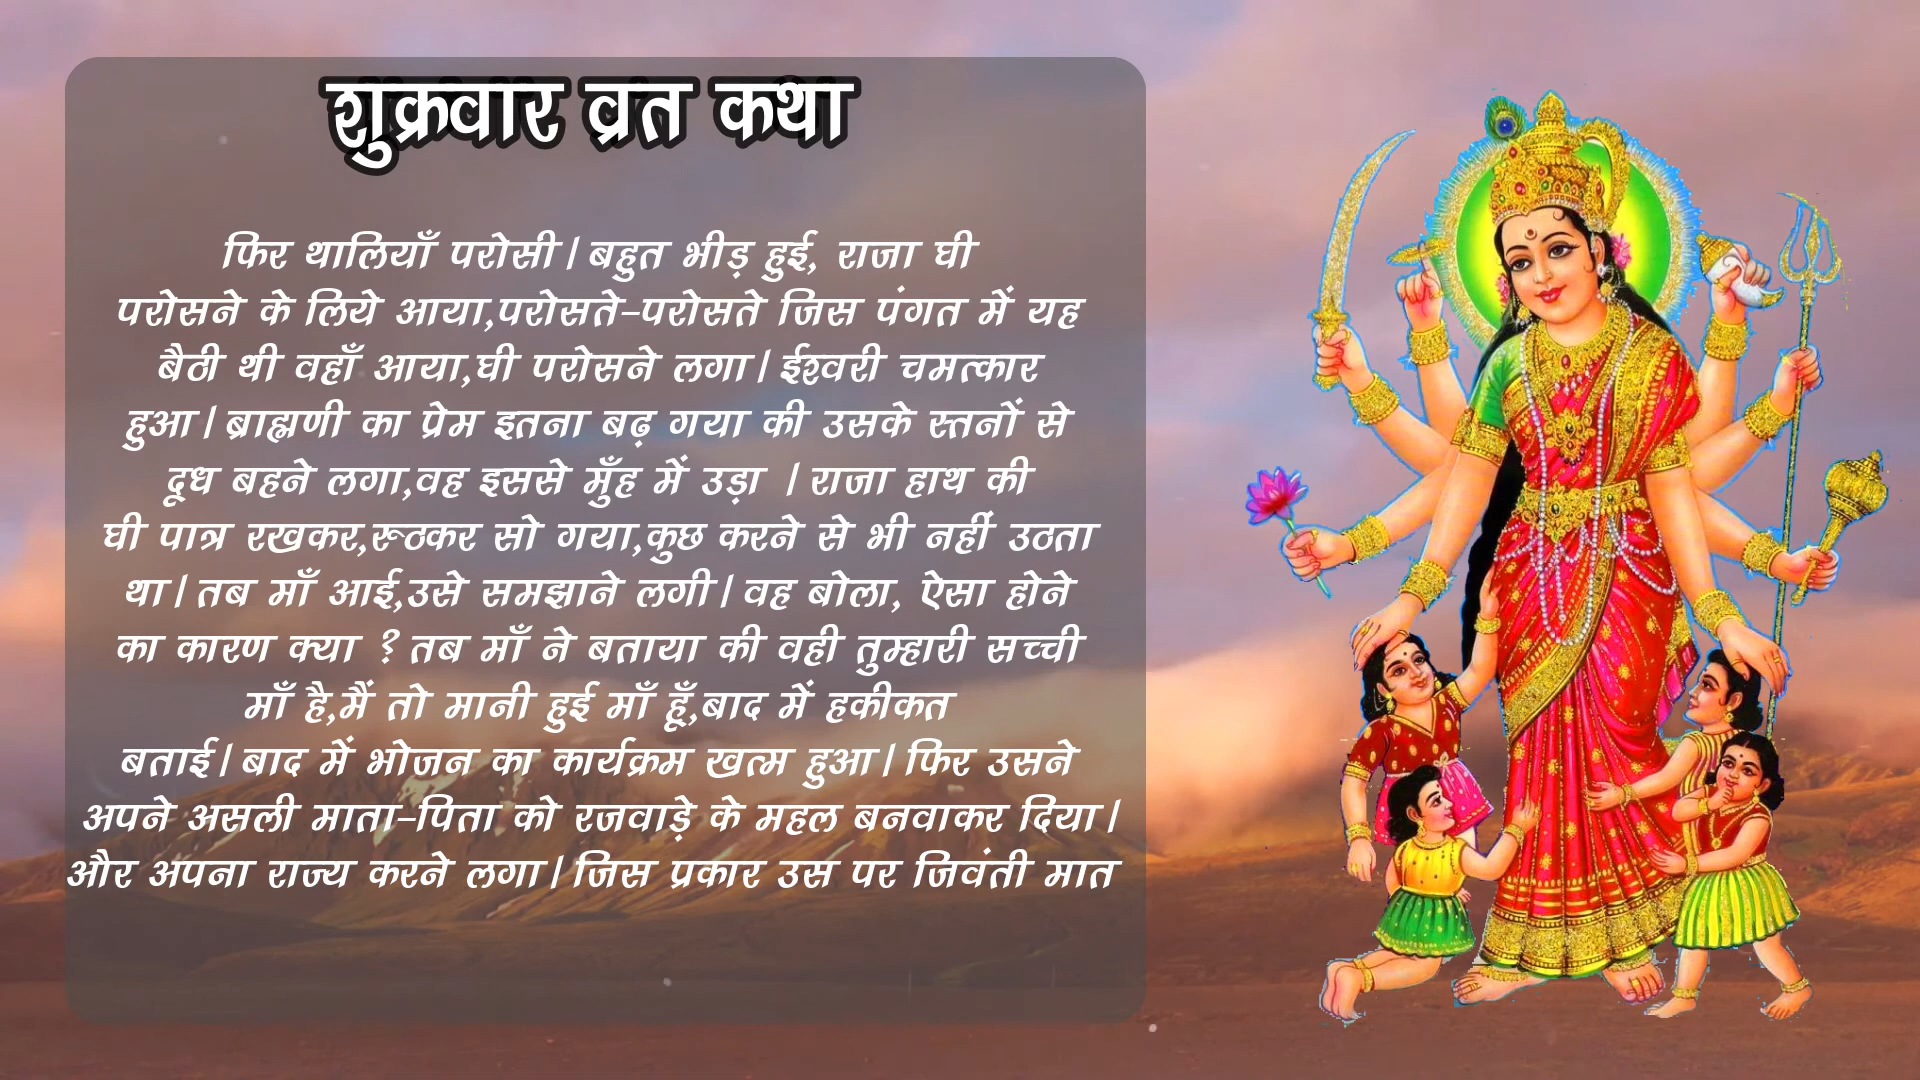 शुक्रवार व्रत कथा
फिर थालियाँ परोसी। बहुत भीड़ हुई, राजा घी
परोसने के लिये आया,परोसते-परोसते जिस पंगत में यह
बैठी थी वहाँ आया,घी परोसने लगा। ईश्वरी चमत्कार
हुआ। ब्राह्मणी का प्रेम इतना बढ़ गया की उसके स्तनों से
दूध बहने लगा,वह इससे मुँह में उड़ा । राजा हाथ की
घी पात्र रखकर,रूठकर सो गया,कुछ करने से भी नहीं उठता
था। तब माँ आई,उसे समझाने लगी। वह बोला, ऐसा होने
का कारण क्या ? तब माँ ने बताया की वही तुम्हारी सच्ची
माँ है,मैं तो मानी हुई माँ हूँ,बाद में हकीकत
बताई। बाद में भोजन का कार्यक्रम खत्म हुआ। फिर उसने
अपने असली माता-पिता को रजवाड़े के महल बनवाकर दिया।
और अपना राज्य करने लगा। जिस प्रकार उस पर जिवंती मात